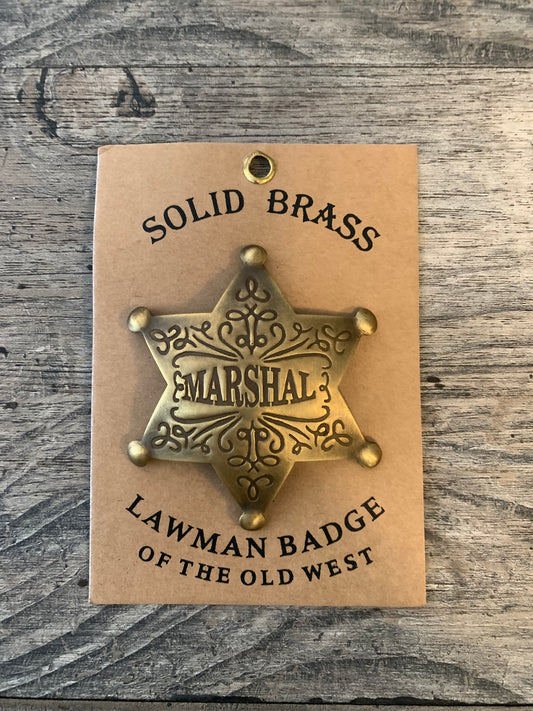 SOLID BRASS
MARSHAL
LAWMAN BADGE
OF THE OLD WEST